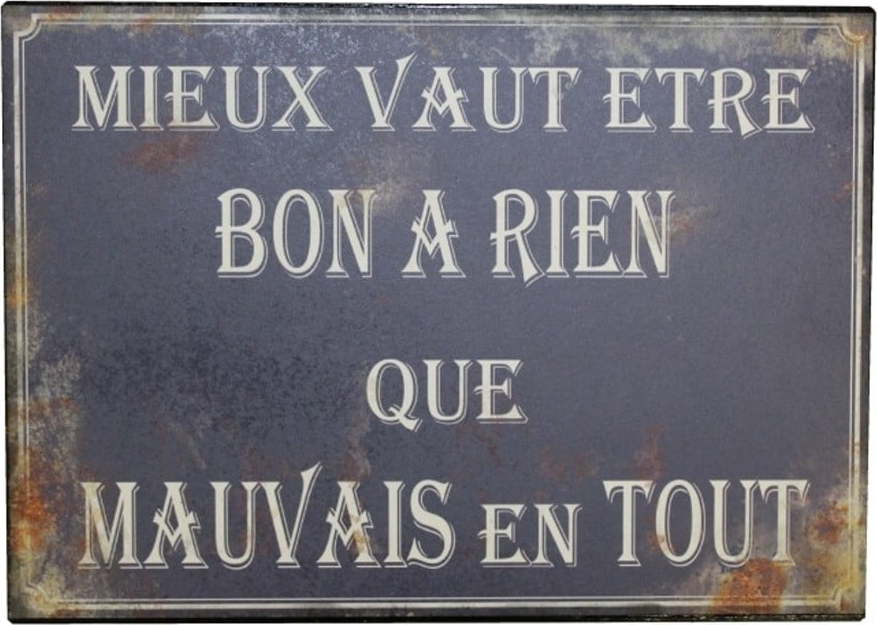 MIEUX VAUT ETRE
BON A RIEN
QUE
MAUVAIS EN TOUT